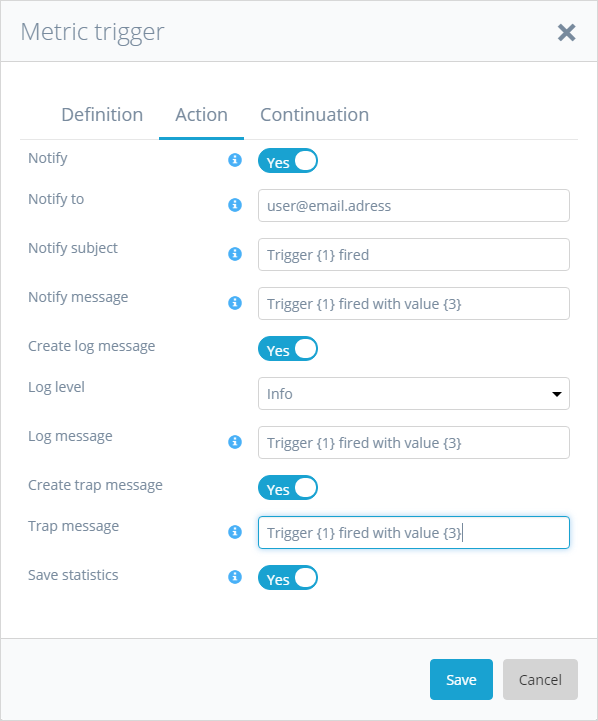 Metric trigger
Definition Action Continuation
Notify Yes
Notify to user@email.adress
Notify subject Trigger {1} fired
Notify message Trigger {1} fired with value {3}
Create log message Yes
Log level Info
Log message Trigger {1} fired with value {3}
Create trap message Yes
Trap message Trigger {1} fired with value {3}
Save statistics Yes
Save Cancel